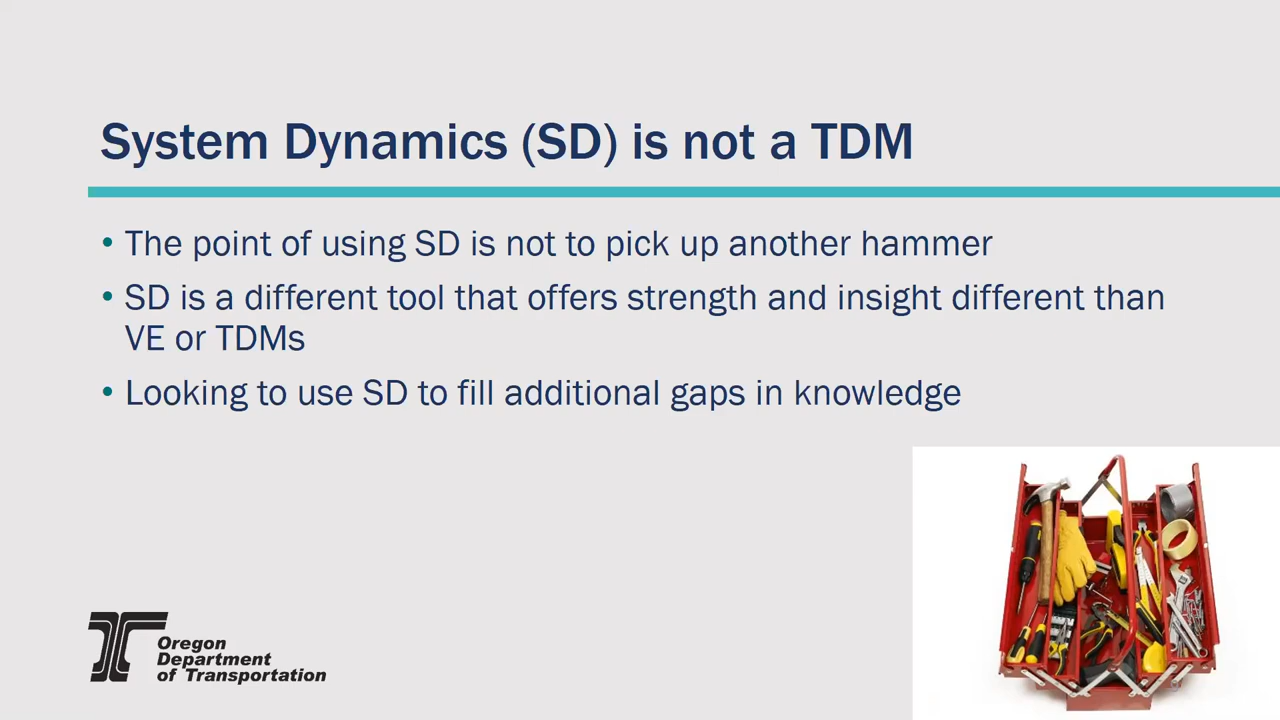 System Dynamics (SD) is not a TDM
• The point of using SD is not to pick up another hammer
• SD is a different tool that offers strength and insight different than
VE or TDMs
• Looking to use SD to fill additional gaps in knowledge
Oregon
Department
of Transportation